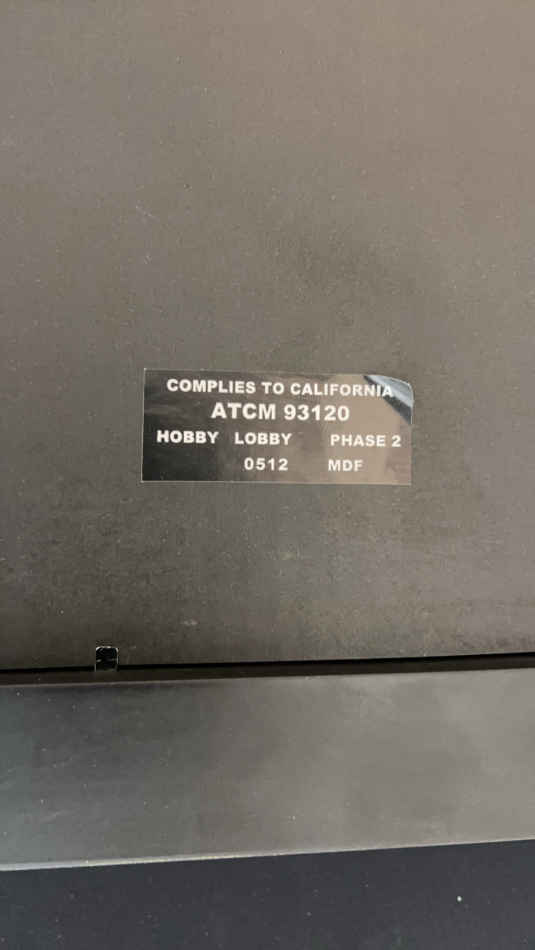 COMPLIES TO CALIFORNIA
ATCM 93120
HOBBY LOBBY PHASE 2
0512 MDF